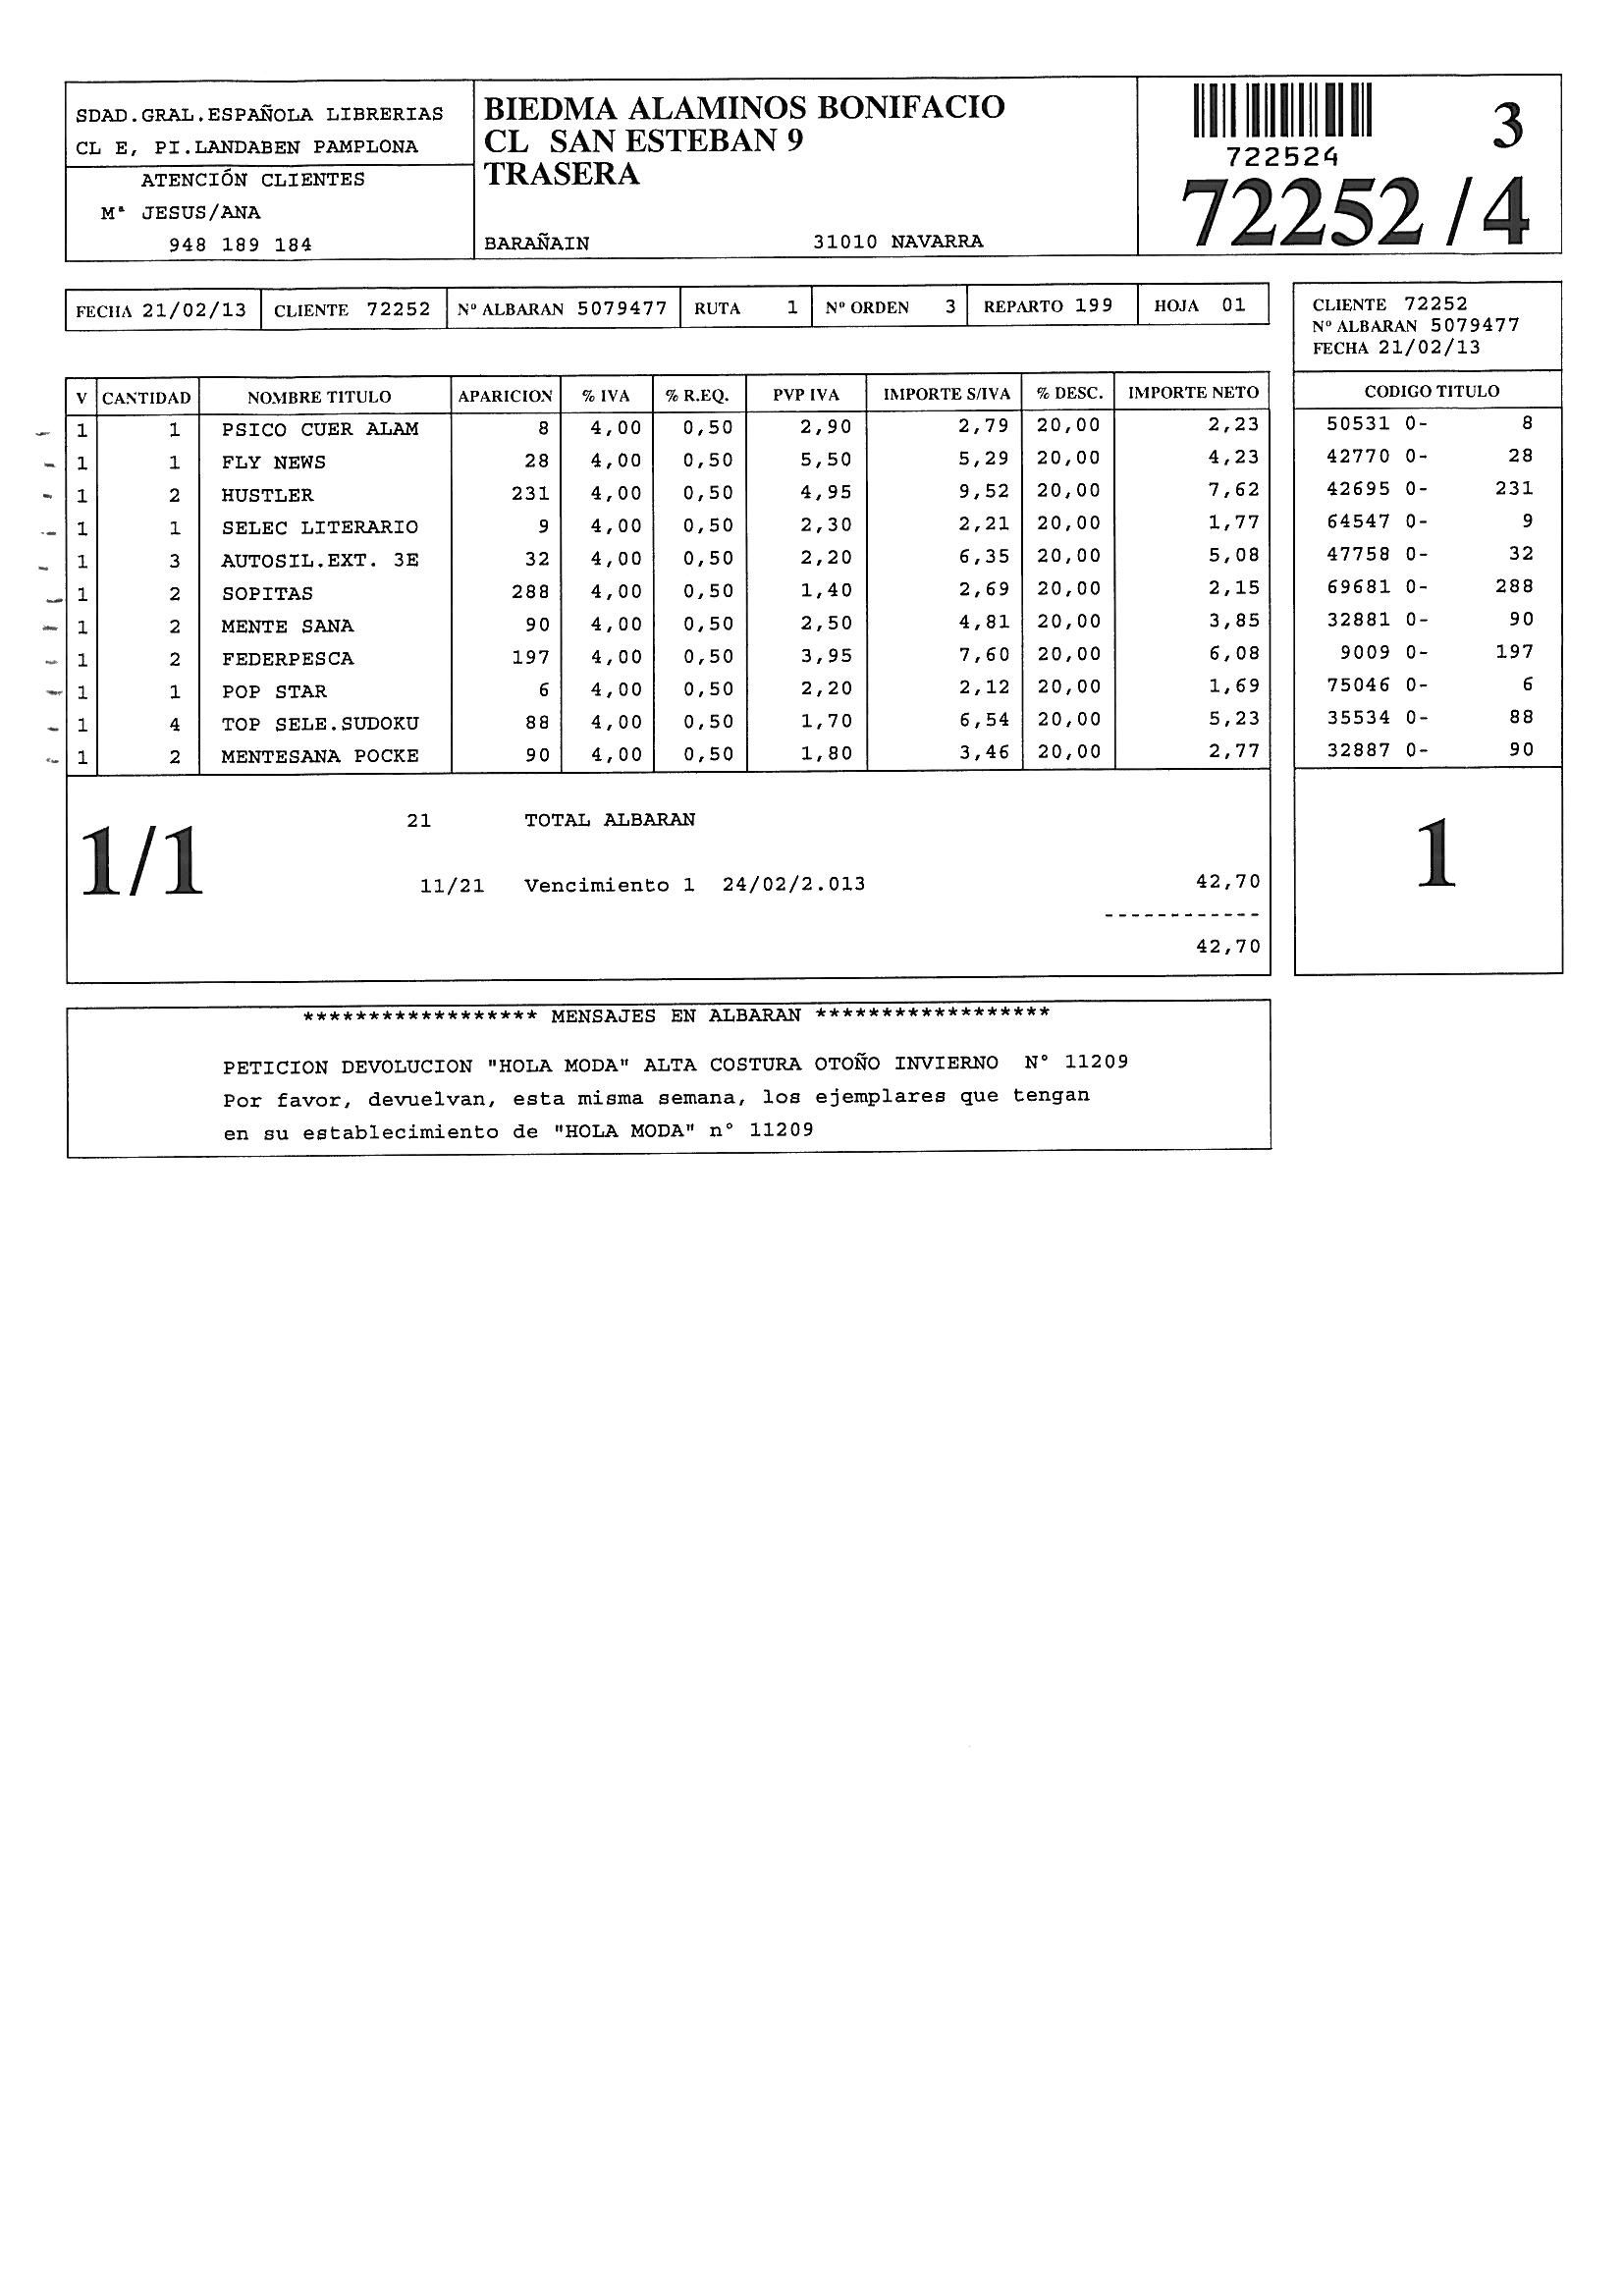 SDAD.GRAL.ESPAÑOLA LIBRERIAS
CL E, PI.LANDABEN PAMPLONA
ATENCIÓN CLIENTES
Mª JESUS/ANA
948 189 184
BIEDMA ALAMINOS BONIFACIO
CL SAN ESTEBAN 9
TRASERA
BARAÑAIN 31010 NAVARRA
722524
3
72252 / 4
FECHA 21/02/13 CLIENTE 72252 Nº ALBARAN 5079477 RUTA 1 Nº ORDEN 3 REPARTO 199 HOJA 01
CLIENTE 72252
Nº ALBARAN 5079477
FECHA 21/02/13
V CANTIDAD NOMBRE TITULO APARICION % IVA % R.EQ. PVP IVA IMPORTE S/IVA % DESC. IMPORTE NETO CODIGO TITULO
1 1 PSICO CUER ALAM 8 4,00 0,50 2,90 2,79 20,00 2,23 50531 0- 8
1 1 FLY NEWS 28 4,00 0,50 5,50 5,29 20,00 4,23 42770 0- 28
1 2 HUSTLER 231 4,00 0,50 4,95 9,52 20,00 7,62 42695 0- 231
1 1 SELEC LITERARIO 9 4,00 0,50 2,30 2,21 20,00 1,77 64547 0- 9
1 3 AUTOSIL.EXT. 3E 32 4,00 0,50 2,20 6,35 20,00 5,08 47758 0- 32
1 2 SOPITAS 288 4,00 0,50 1,40 2,69 20,00 2,15 69681 0- 288
1 2 MENTE SANA 90 4,00 0,50 2,50 4,81 20,00 3,85 32881 0- 90
1 2 FEDERPESCA 197 4,00 0,50 3,95 7,60 20,00 6,08 9009 0- 197
1 1 POP STAR 6 4,00 0,50 2,20 2,12 20,00 1,69 75046 0- 6
1 4 TOP SELE.SUDOKU 88 4,00 0,50 1,70 6,54 20,00 5,23 35534 0- 88
1 2 MENTESANA POCKE 90 4,00 0,50 1,80 3,46 20,00 2,77 32887 0- 90
21 TOTAL ALBARAN
1/1
1
11/21 Vencimiento 1 24/02/2.013 42,70
------------
42,70
****************** MENSAJES EN ALBARAN ******************
PETICION DEVOLUCION "HOLA MODA" ALTA COSTURA OTOÑO INVIERNO N° 11209
Por favor, devuelvan, esta misma semana, los ejemplares que tengan
en su establecimiento de "HOLA MODA" n° 11209